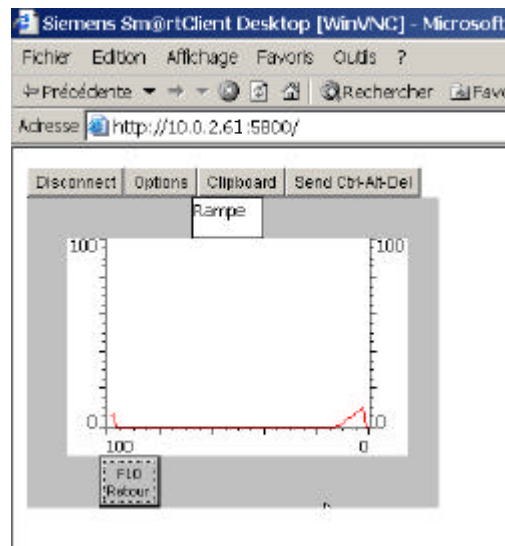 Siemens Sm@rtClient Desktop [WinVNC] - Microsoft
Fichier Edition Affichage Favoris Outils ?
Précédente Rechercher Favo
Adresse http://10.0.2.61:5800/
Disconnect Options Clipboard Send Ctrl-Alt-Del
Rampe
100 100
0 0
100 0
F10
Retour